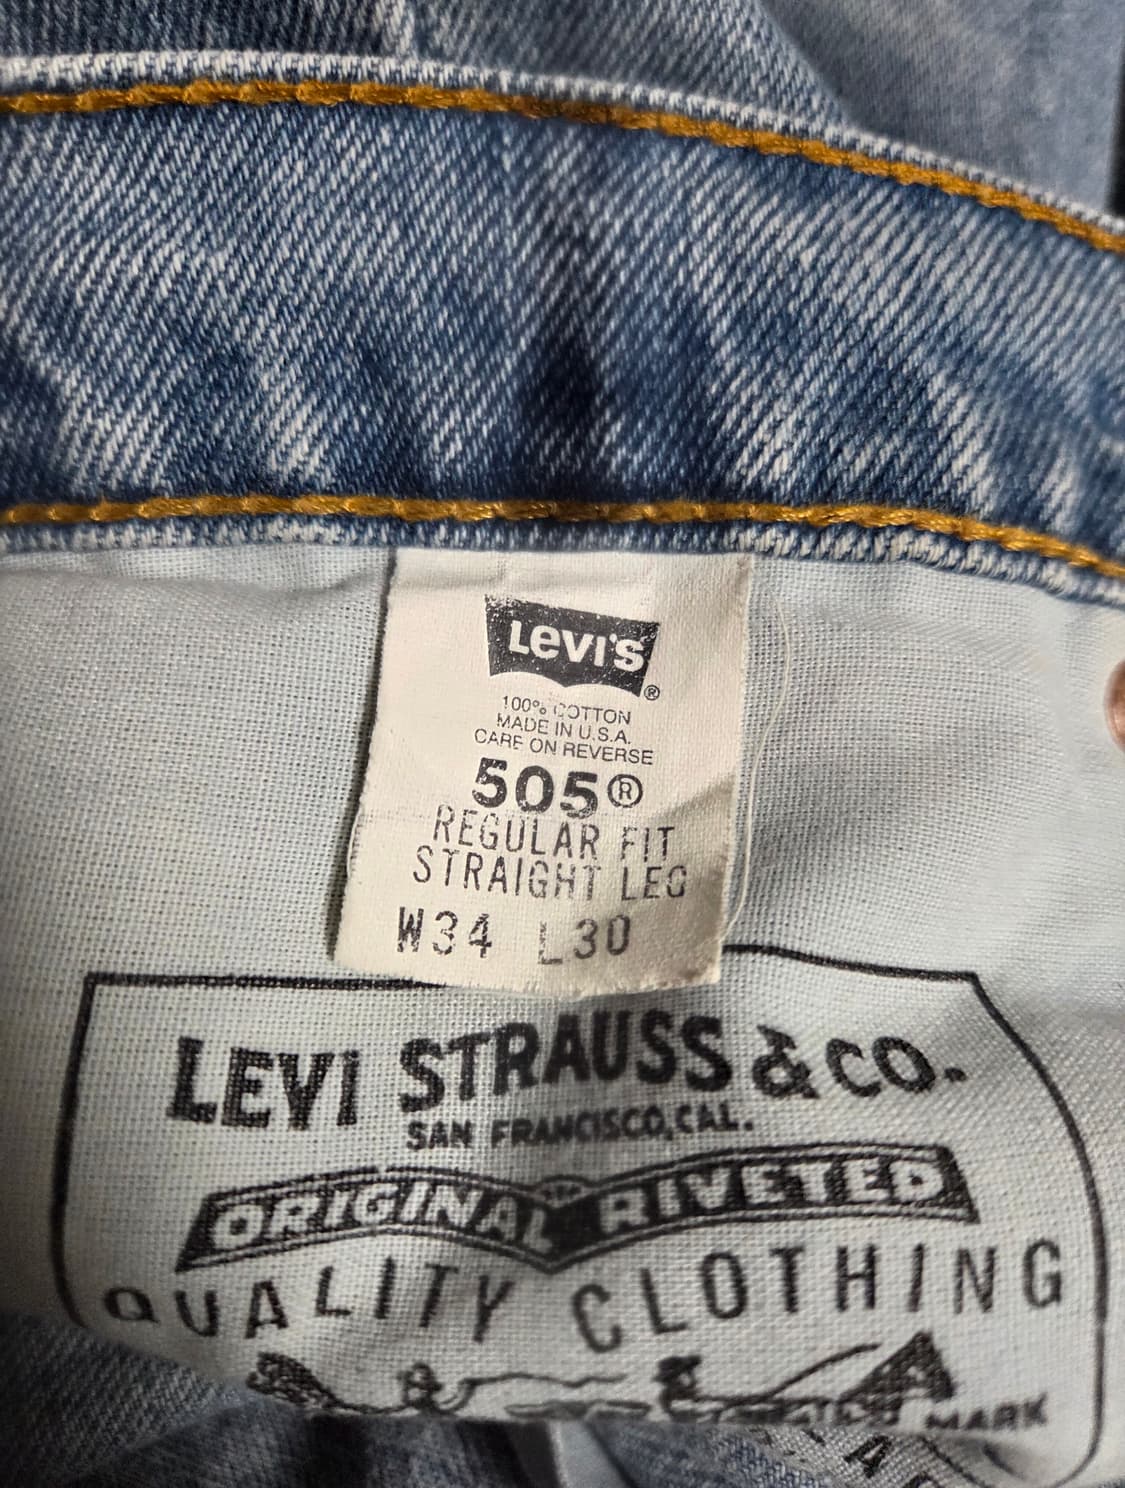 Levi's®
100% COTTON
MADE IN U.S.A.
CARE ON REVERSE
505®
REGULAR FIT
STRAIGHT LEG
W34 L30
LEVI STRAUSS & CO.
SAN FRANCISCO, CAL.
ORIGINAL RIVETED
QUALITY CLOTHING
MARK